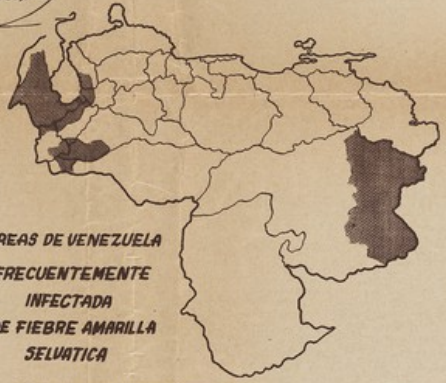 REAS DE VENEZUELA
FRECUENTEMENTE
INFECTADA
E FIEBRE AMARILLA
SELVATICA